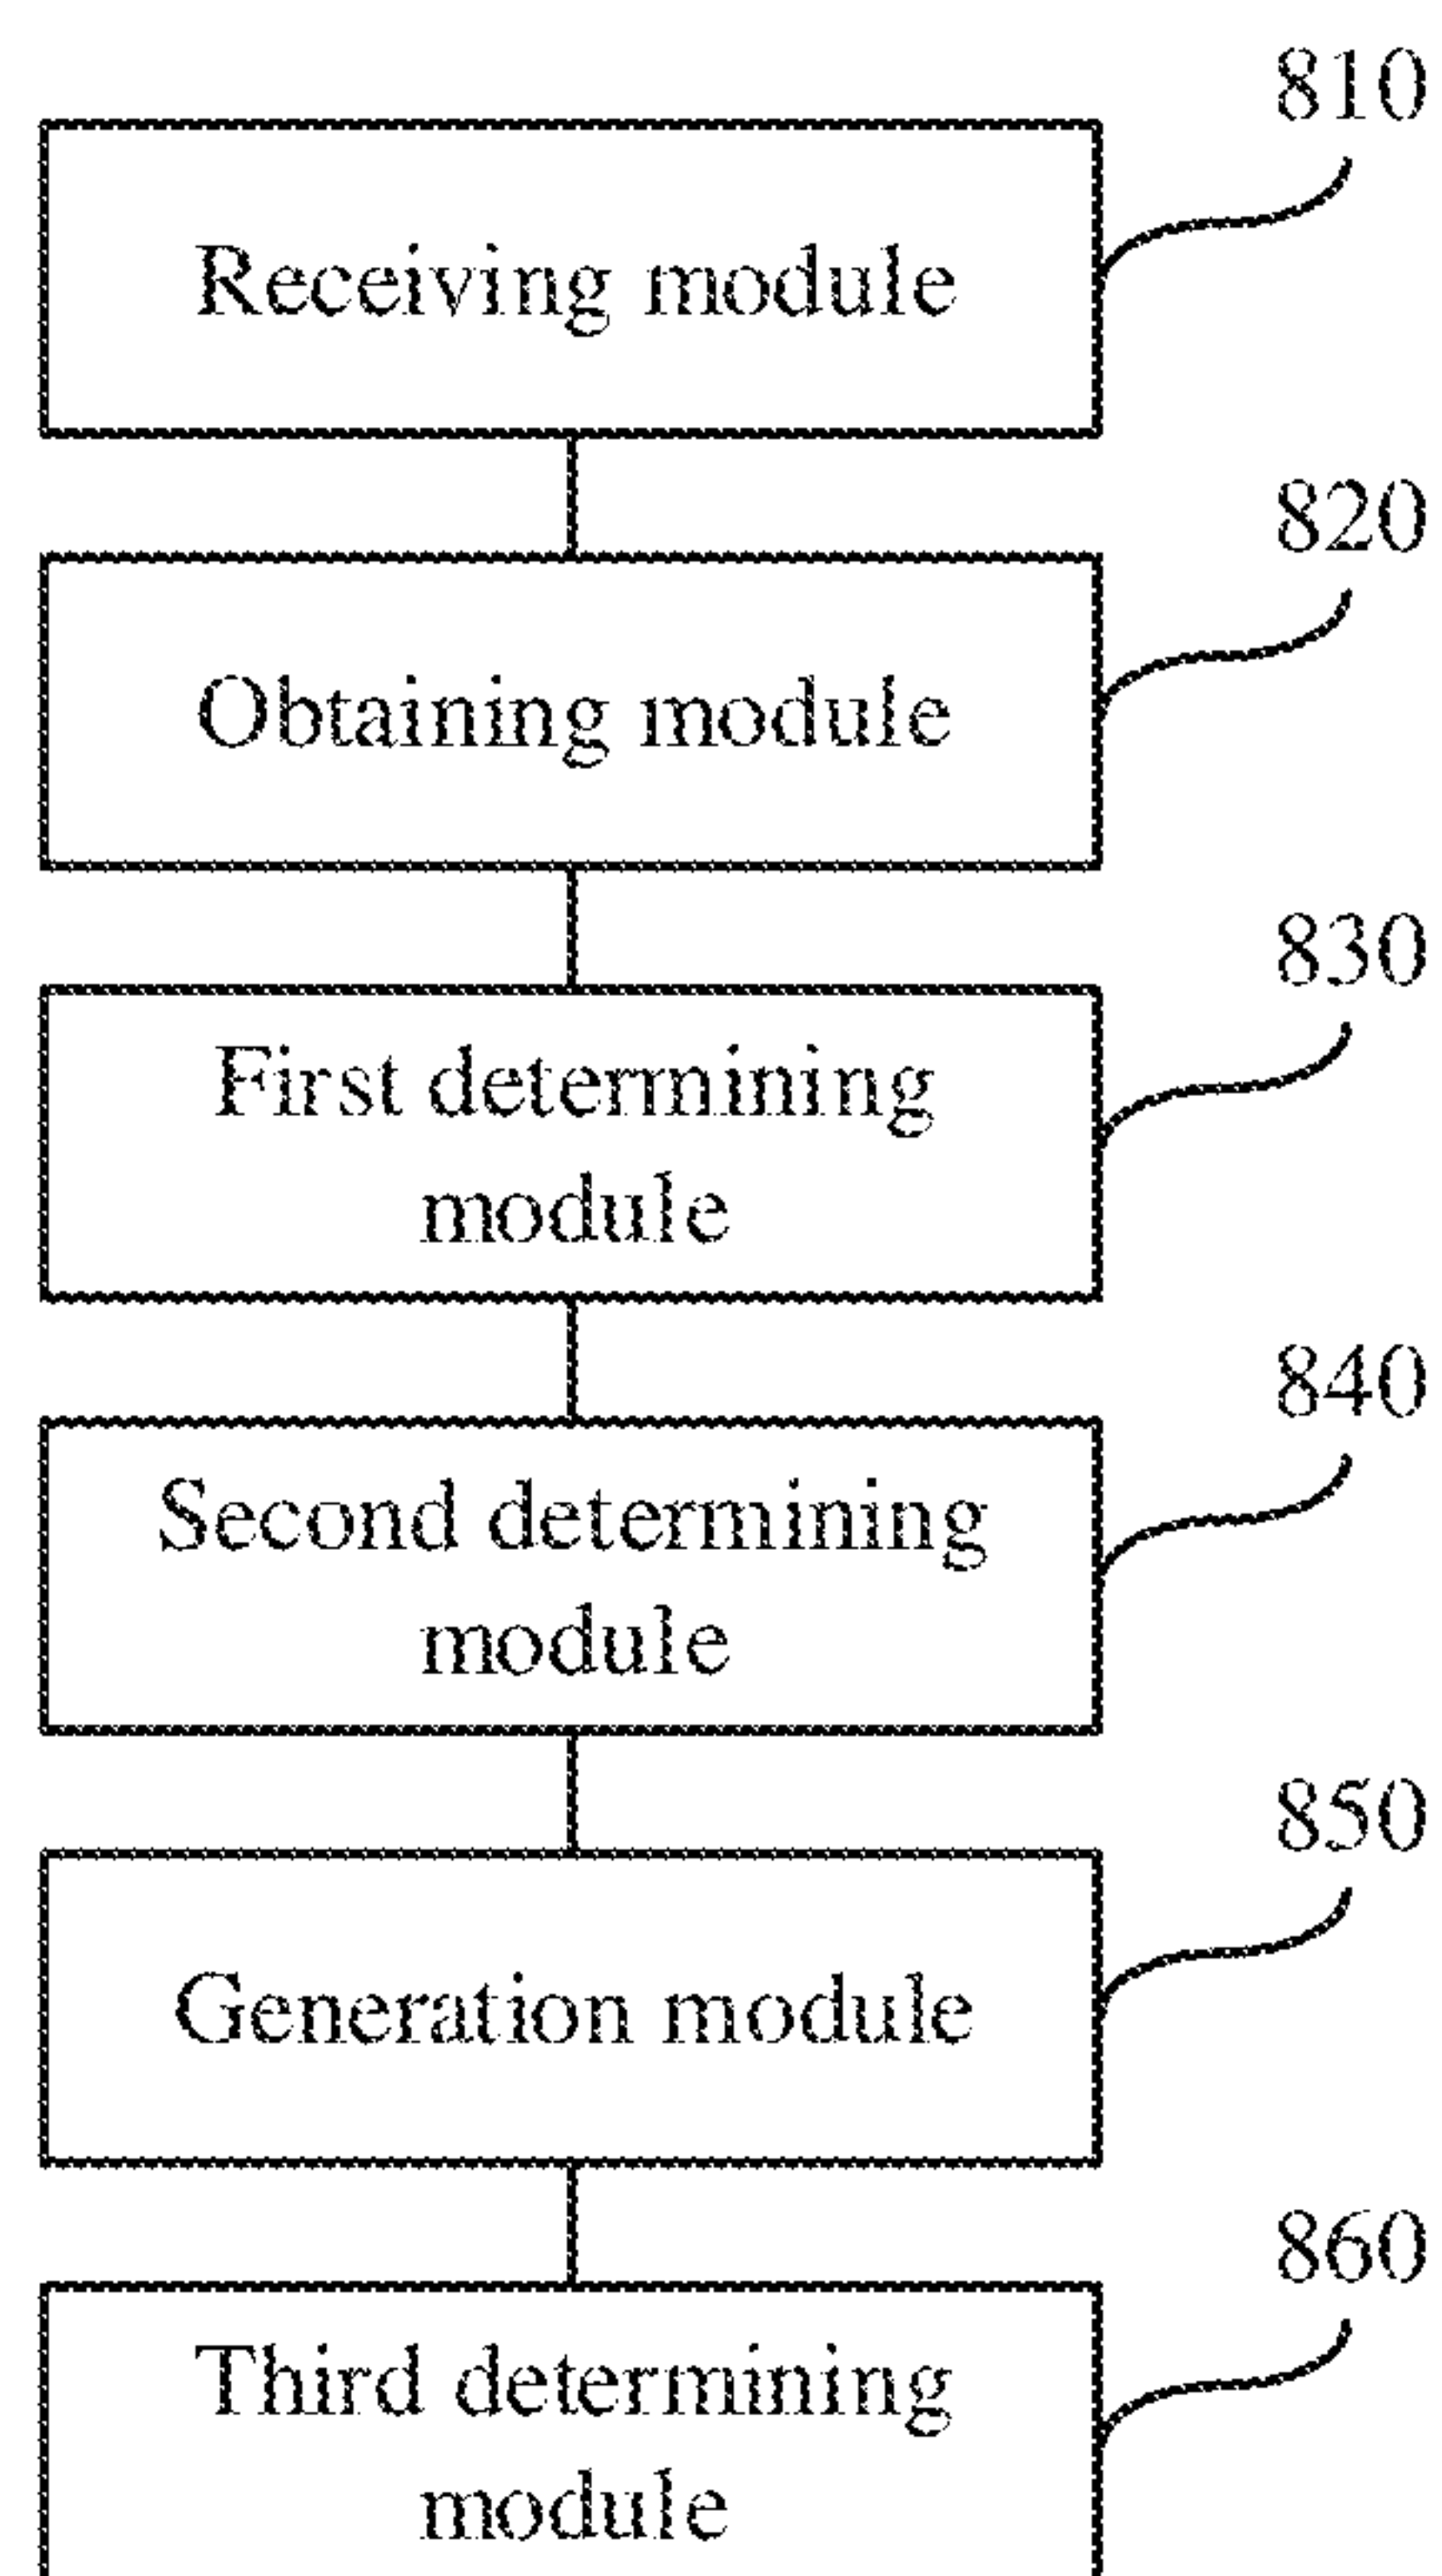 810
Receiving module
820
Obtaining module
830
First determining
module
840
Second determining
module
850
Generation module
860
Third determining
module